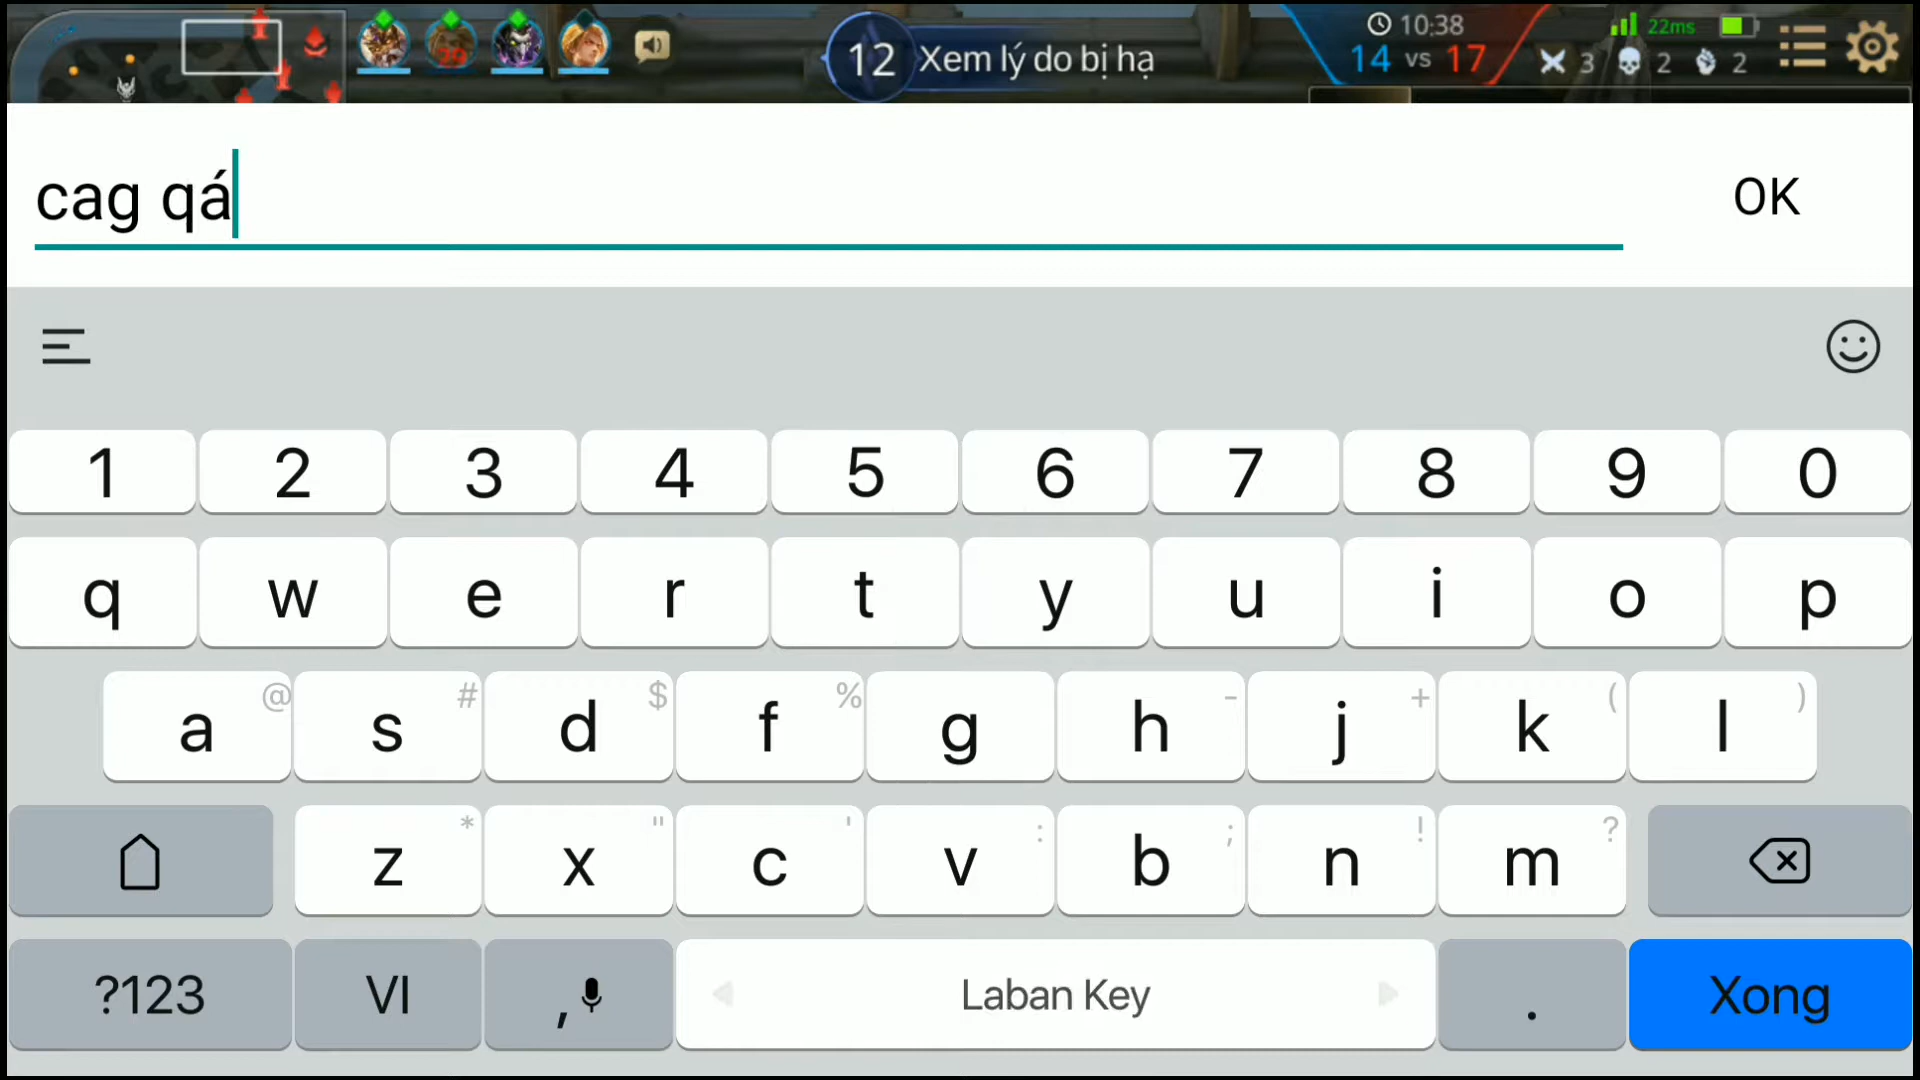 12 Xem lý do bị hạ
10:38
14 vs 17
22ms
3 2 2
20
cag qá
OK
1 2 3 4 5 6 7 8 9 0
q w e r t y u i o p
a @ s # d $ f % g h - j + k ( l )
z * x " c ' v : b ; n ! m ?
?123 VI , Laban Key . Xong